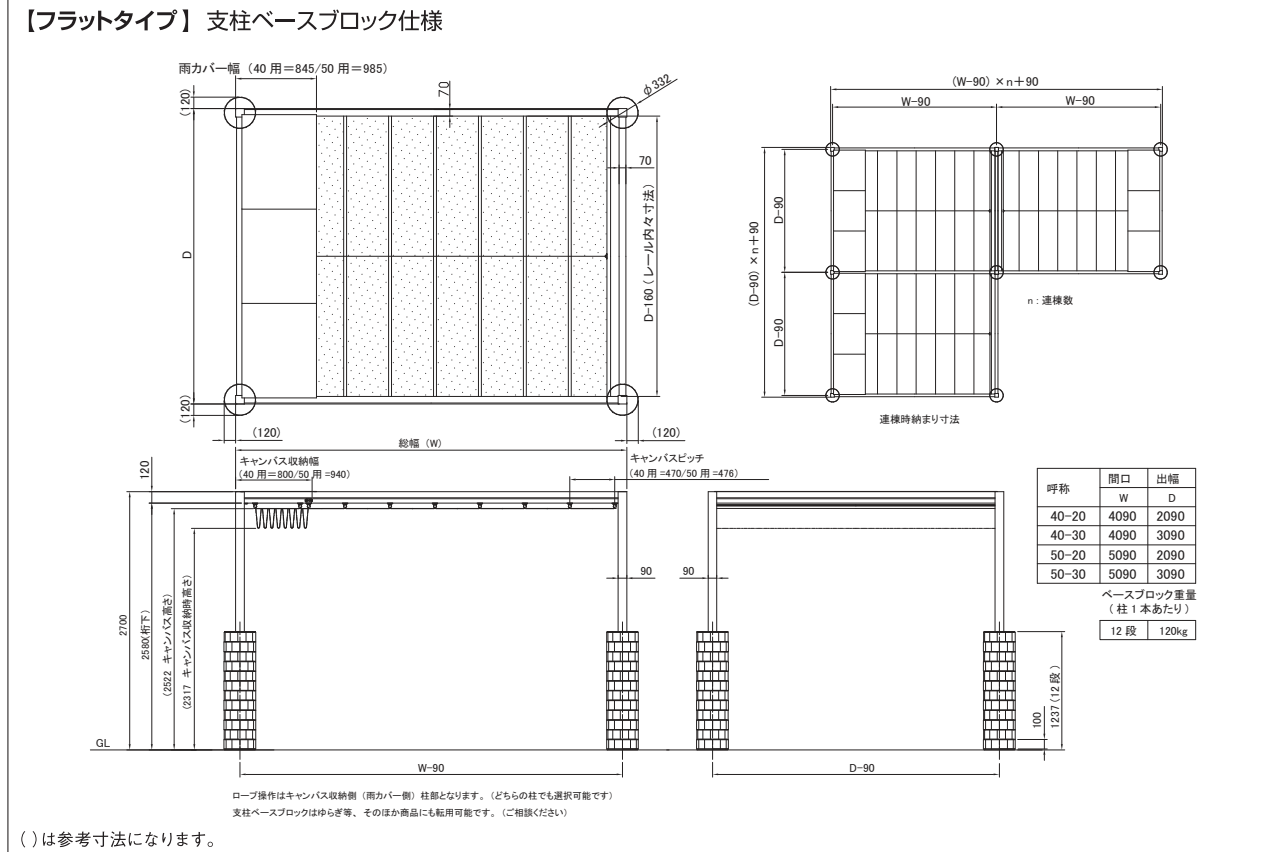 【フラットタイプ】 支柱ベースブロック仕様
雨カバー幅（40 用＝845/50 用＝985）
(120)
70
φ332
70
D
D-160（レール内々寸法）
(120)
(120)
(120)
総幅（W）
(W-90) ×n＋90
W-90
W-90
(D-90) ×n＋90
D-90
D-90
n：連棟数
連棟時納まり寸法
キャンバス収納幅
(40 用＝800/50 用 =940)
キャンバスピッチ
(40 用 =470/50 用 =476)
120
2700
2580(桁下)
(2522 キャンバス高さ)
(2317 キャンバス収納時高さ)
90
90
1237(12 段)
100
GL
W-90
D-90
呼称 間口 出幅
W D
40-20 4090 2090
40-30 4090 3090
50-20 5090 2090
50-30 5090 3090
ベースブロック重量
（柱 1 本あたり）
12 段 120kg
ロープ操作はキャンバス収納側（雨カバー側）柱部となります。（どちらの柱でも選択可能です）
支柱ベースブロックはゆらぎ等、そのほか商品にも転用可能です。（ご相談ください）
( )は参考寸法になります。